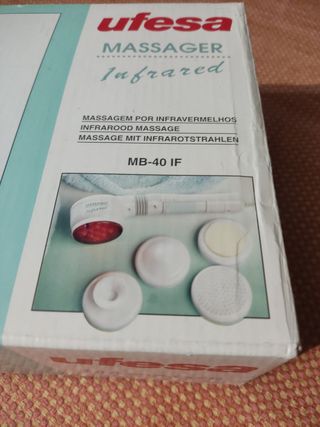 ufesa
MASSAGER
Infrared
MASSAGEM POR INFRAVERMELHOS
INFRAROOD MASSAGE
MASSAGE MIT INFRAROTSTRAHLEN
MB-40 IF
ufesa